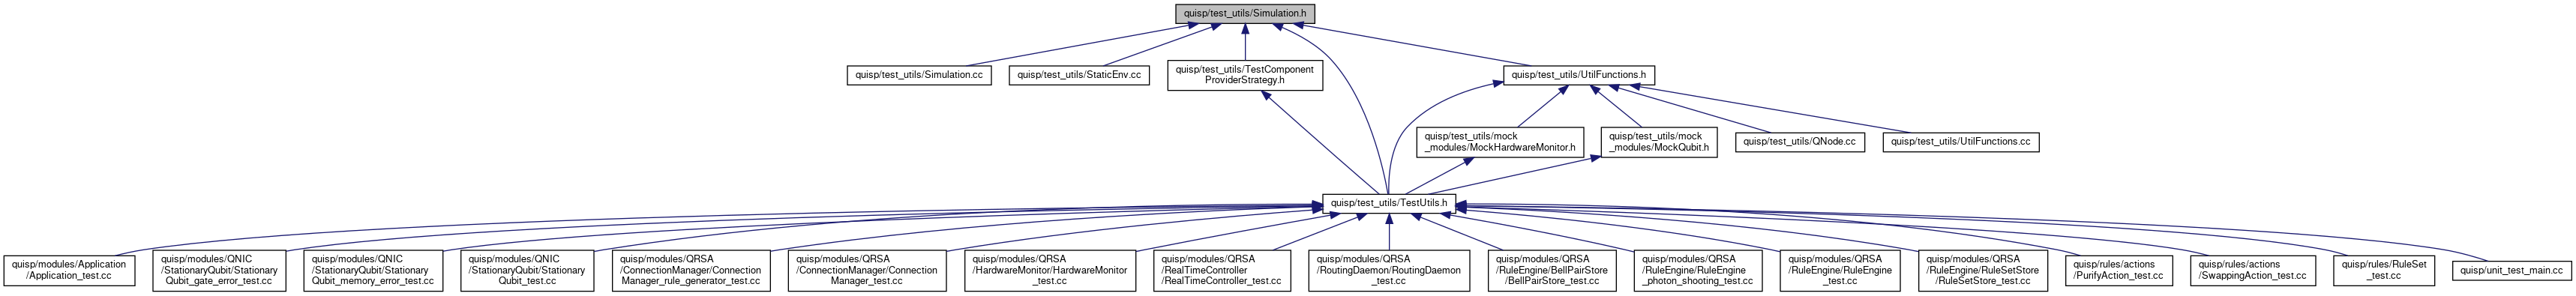 quisp/test_utils/Simulation.h
quisp/test_utils/Simulation.cc
quisp/test_utils/StaticEnv.cc
quisp/test_utils/TestComponent
ProviderStrategy.h
quisp/test_utils/UtilFunctions.h
quisp/test_utils/mock
_modules/MockHardwareMonitor.h
quisp/test_utils/mock
_modules/MockQubit.h
quisp/test_utils/QNode.cc
quisp/test_utils/UtilFunctions.cc
quisp/test_utils/TestUtils.h
quisp/modules/Application
/Application_test.cc
quisp/modules/QNIC
/StationaryQubit/Stationary
Qubit_gate_error_test.cc
quisp/modules/QNIC
/StationaryQubit/Stationary
Qubit_memory_error_test.cc
quisp/modules/QNIC
/StationaryQubit/Stationary
Qubit_test.cc
quisp/modules/QRSA
/ConnectionManager/Connection
Manager_rule_generator_test.cc
quisp/modules/QRSA
/ConnectionManager/Connection
Manager_test.cc
quisp/modules/QRSA
/HardwareMonitor/HardwareMonitor
_test.cc
quisp/modules/QRSA
/RealTimeController
/RealTimeController_test.cc
quisp/modules/QRSA
/RoutingDaemon/RoutingDaemon
_test.cc
quisp/modules/QRSA
/RuleEngine/BellPairStore
/BellPairStore_test.cc
quisp/modules/QRSA
/RuleEngine/RuleEngine
_photon_shooting_test.cc
quisp/modules/QRSA
/RuleEngine/RuleEngine
_test.cc
quisp/modules/QRSA
/RuleEngine/RuleSetStore
/RuleSetStore_test.cc
quisp/rules/actions
/PurifyAction_test.cc
quisp/rules/actions
/SwappingAction_test.cc
quisp/rules/RuleSet
_test.cc
quisp/unit_test_main.cc